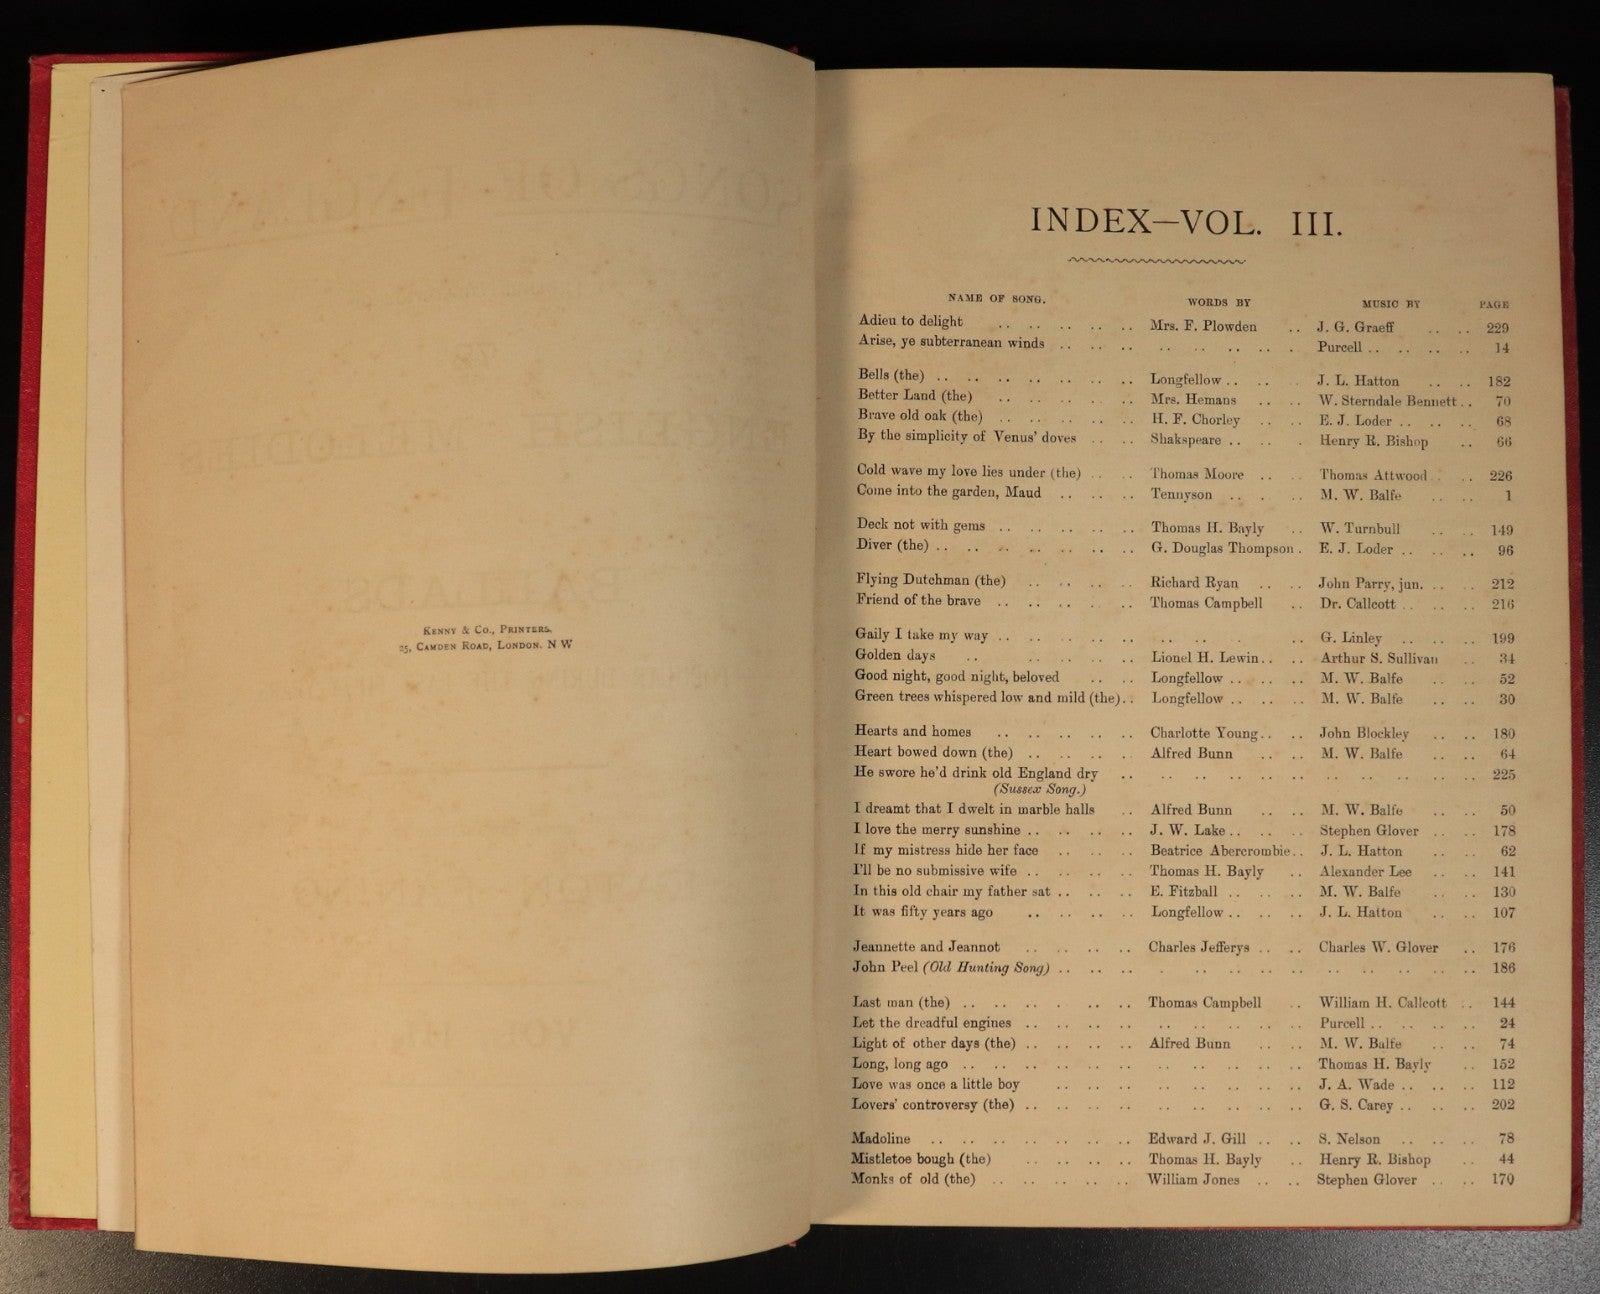 KENNY & CO., PRINTERS,
25, CAMDEN ROAD, LONDON. N W
INDEX—VOL. III.
NAME OF SONG. WORDS BY MUSIC BY PAGE
Adieu to delight .. .. .. .. .. Mrs. F. Plowden .. J. G. Graeff .. .. 229
Arise, ye subterranean winds .. .. .. .. .. .. .. .. Purcell .. .. .. .. 14
Bells (the) .. .. .. .. .. .. .. Longfellow .. .. J. L. Hatton .. .. 182
Better Land (the) .. .. .. .. .. Mrs. Hemans .. .. W. Sterndale Bennett .. 70
Brave old oak (the) .. .. .. .. .. H. F. Chorley .. .. E. J. Loder .. .. .. 68
By the simplicity of Venus' doves .. .. Shakspeare .. .. Henry R. Bishop .. 66
Cold wave my love lies under (the) .. .. Thomas Moore .. .. Thomas Attwood .. .. 226
Come into the garden, Maud .. .. .. Tennyson .. .. .. M. W. Balfe .. .. 1
Deck not with gems .. .. .. .. .. Thomas H. Bayly .. W. Turnbull .. .. 149
Diver (the) .. .. .. .. .. .. .. G. Douglas Thompson . E. J. Loder .. .. .. 96
Flying Dutchman (the) .. .. .. .. Richard Ryan .. .. John Parry, jun. .. .. 212
Friend of the brave .. .. .. .. .. Thomas Campbell .. Dr. Callcott .. .. .. 216
Gaily I take my way .. .. .. .. .. .. .. .. .. G. Linley .. .. .. 199
Golden days .. .. .. .. .. Lionel H. Lewin .. .. Arthur S. Sullivan .. 34
Good night, good night, beloved .. .. Longfellow .. .. .. M. W. Balfe .. .. 52
Green trees whispered low and mild (the) .. Longfellow .. .. .. M. W. Balfe .. .. 30
Hearts and homes .. .. .. .. .. Charlotte Young .. .. John Blockley .. .. 180
Heart bowed down (the) .. .. .. .. Alfred Bunn .. .. M. W. Balfe .. .. 64
He swore he'd drink old England dry .. .. .. .. .. .. .. .. .. .. .. 225
(Sussex Song.)
I dreamt that I dwelt in marble halls .. Alfred Bunn .. .. M. W. Balfe .. .. 50
I love the merry sunshine .. .. .. .. J. W. Lake .. .. .. Stephen Glover .. .. 178
If my mistress hide her face .. .. .. Beatrice Abercrombie .. J. L. Hatton .. .. 62
I'll be no submissive wife .. .. .. .. Thomas H. Bayly .. Alexander Lee .. .. 141
In this old chair my father sat .. .. .. E. Fitzball .. .. .. M. W. Balfe .. .. 130
It was fifty years ago .. .. .. .. Longfellow .. .. .. J. L. Hatton .. .. 107
Jeannette and Jeannot .. .. .. .. Charles Jefferys .. .. Charles W. Glover .. 176
John Peel (Old Hunting Song) .. .. .. .. .. .. .. .. .. .. .. .. .. 186
Last man (the) .. .. .. .. .. .. Thomas Campbell .. William H. Callcott .. 144
Let the dreadful engines .. .. .. .. .. .. .. .. .. Purcell .. .. .. .. 24
Light of other days (the) .. .. .. .. Alfred Bunn .. .. M. W. Balfe .. .. 74
Long, long ago .. .. .. .. .. .. .. .. .. .. .. Thomas H. Bayly .. 152
Love was once a little boy .. .. .. .. .. .. .. .. J. A. Wade .. .. .. 112
Lovers' controversy (the) .. .. .. .. .. .. .. .. .. G. S. Carey .. .. .. 202
Madoline .. .. .. .. .. .. .. Edward J. Gill .. .. S. Nelson .. .. .. 78
Mistletoe bough (the) .. .. .. .. Thomas H. Bayly .. Henry R. Bishop .. 44
Monks of old (the) .. .. .. .. .. William Jones .. .. Stephen Glover .. .. 170